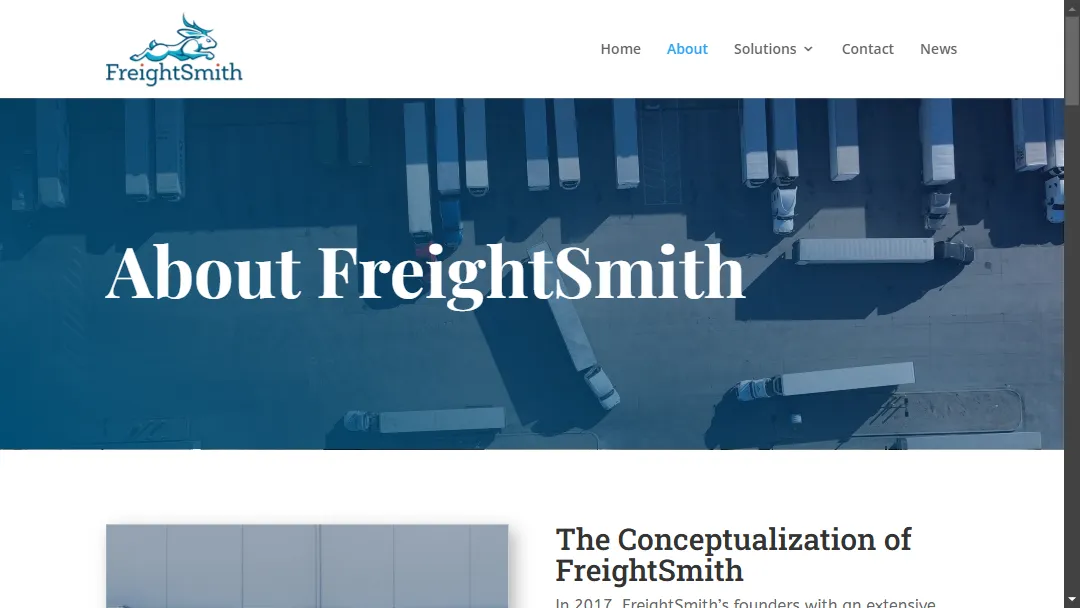 FreightSmith
Home About Solutions Contact News
About FreightSmith
The Conceptualization of
FreightSmith
In 2017, FreightSmith's founders with an extensive